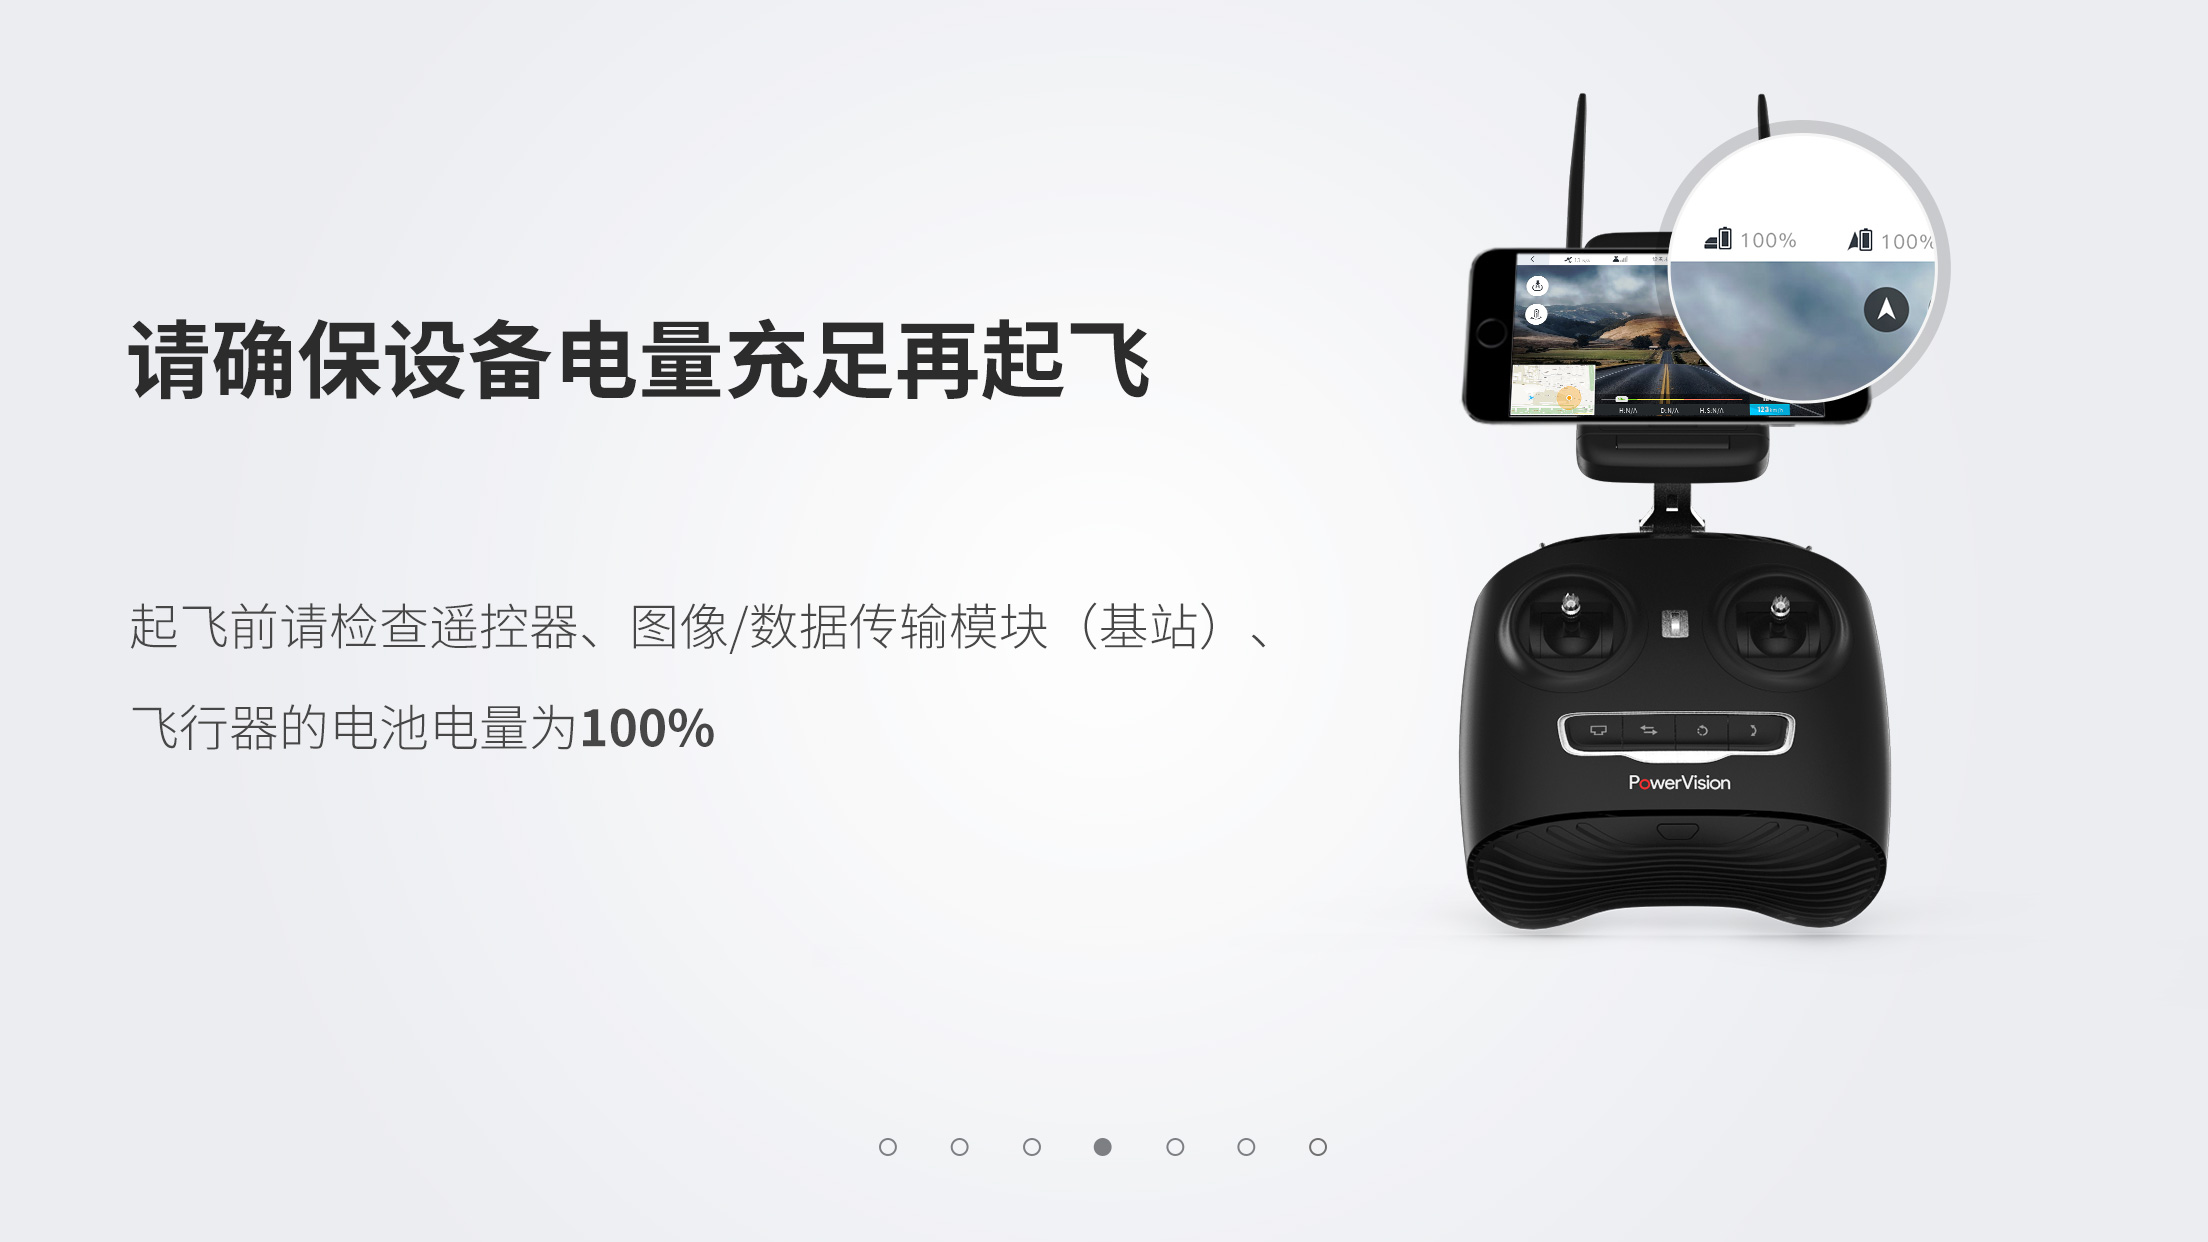 请确保设备电量充足再起飞
起飞前请检查遥控器、图像/数据传输模块（基站）、
飞行器的电池电量为100%
100%
100%
H:N/A D:N/A H.S:N/A 123 km/h
PowerVision